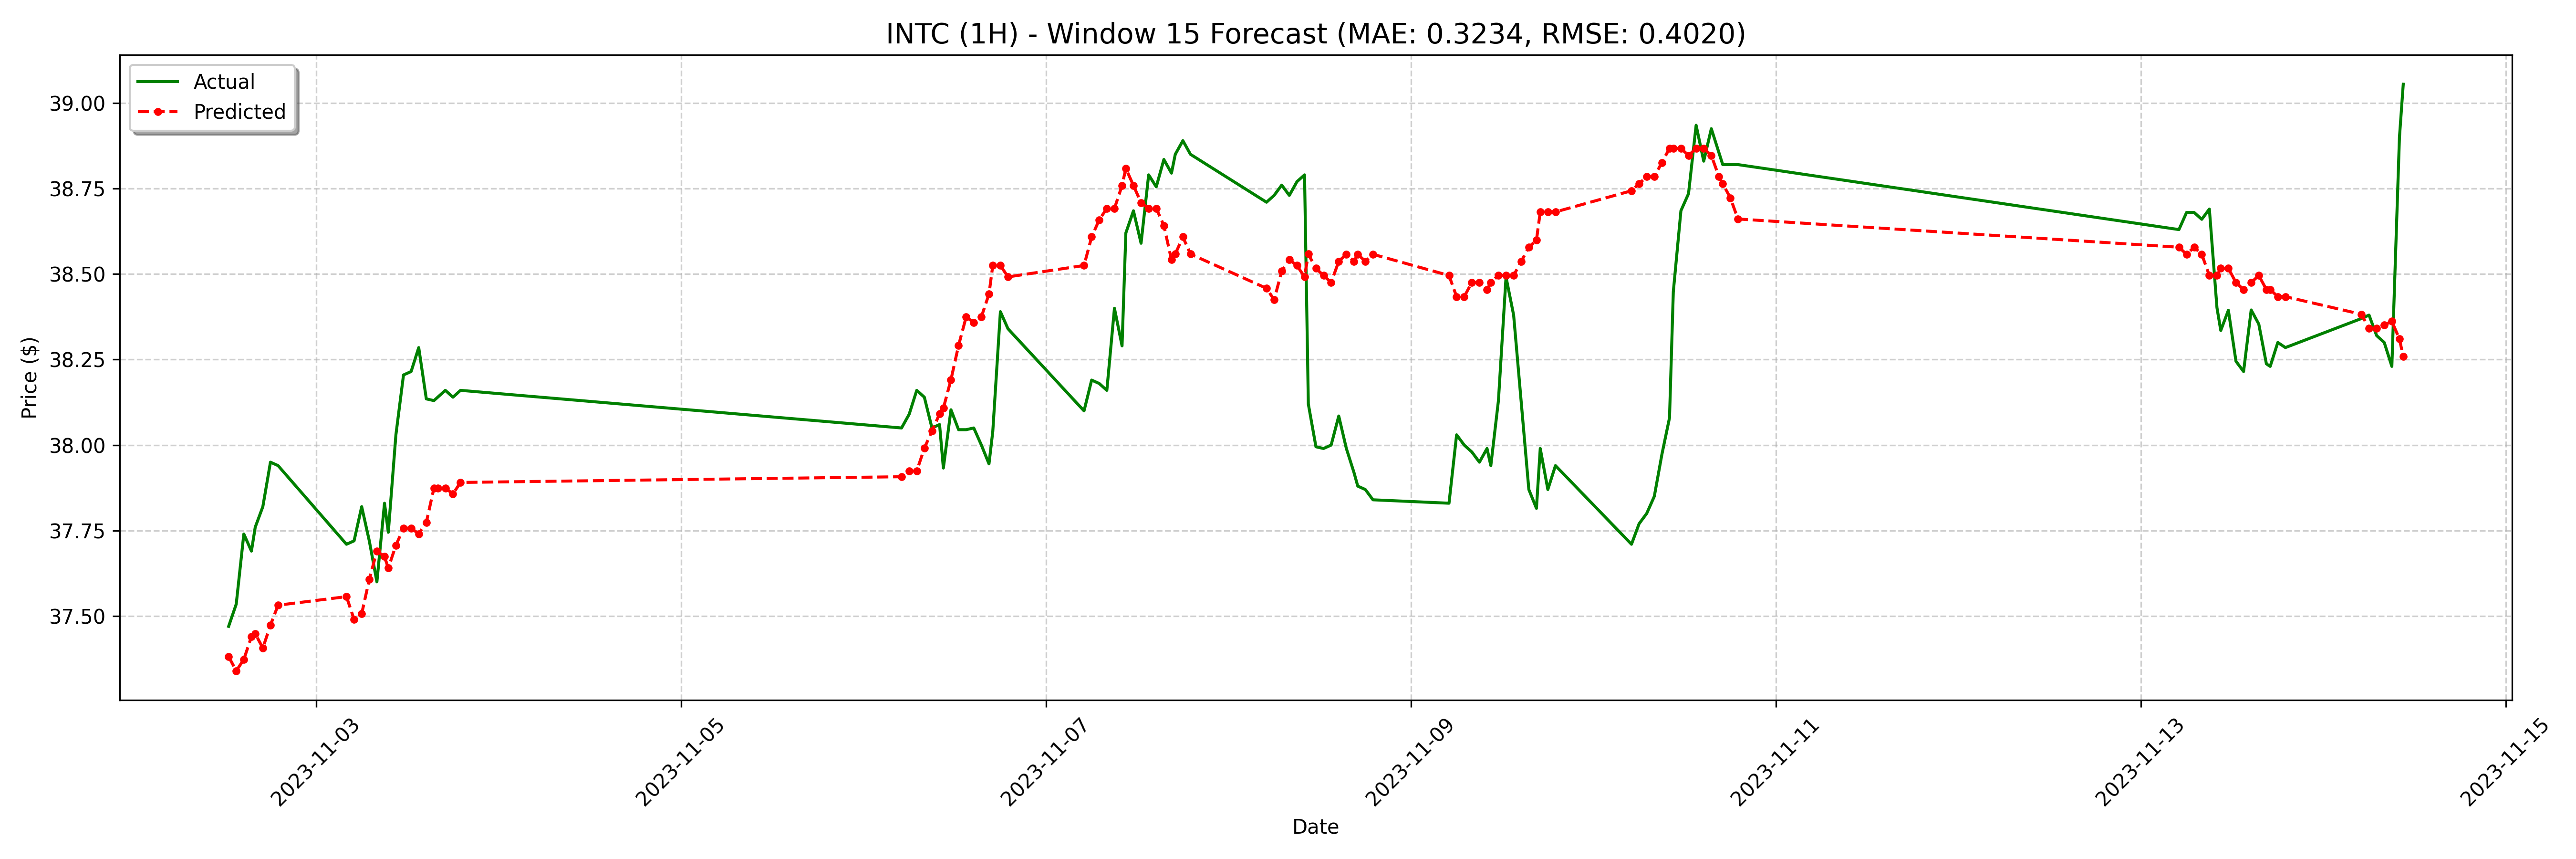 INTC (1H) - Window 15 Forecast (MAE: 0.3234, RMSE: 0.4020)
Actual
Predicted
Price ($)
39.00
38.75
38.50
38.25
38.00
37.75
37.50
2023-11-03
2023-11-05
2023-11-07
2023-11-09
2023-11-11
2023-11-13
2023-11-15
Date